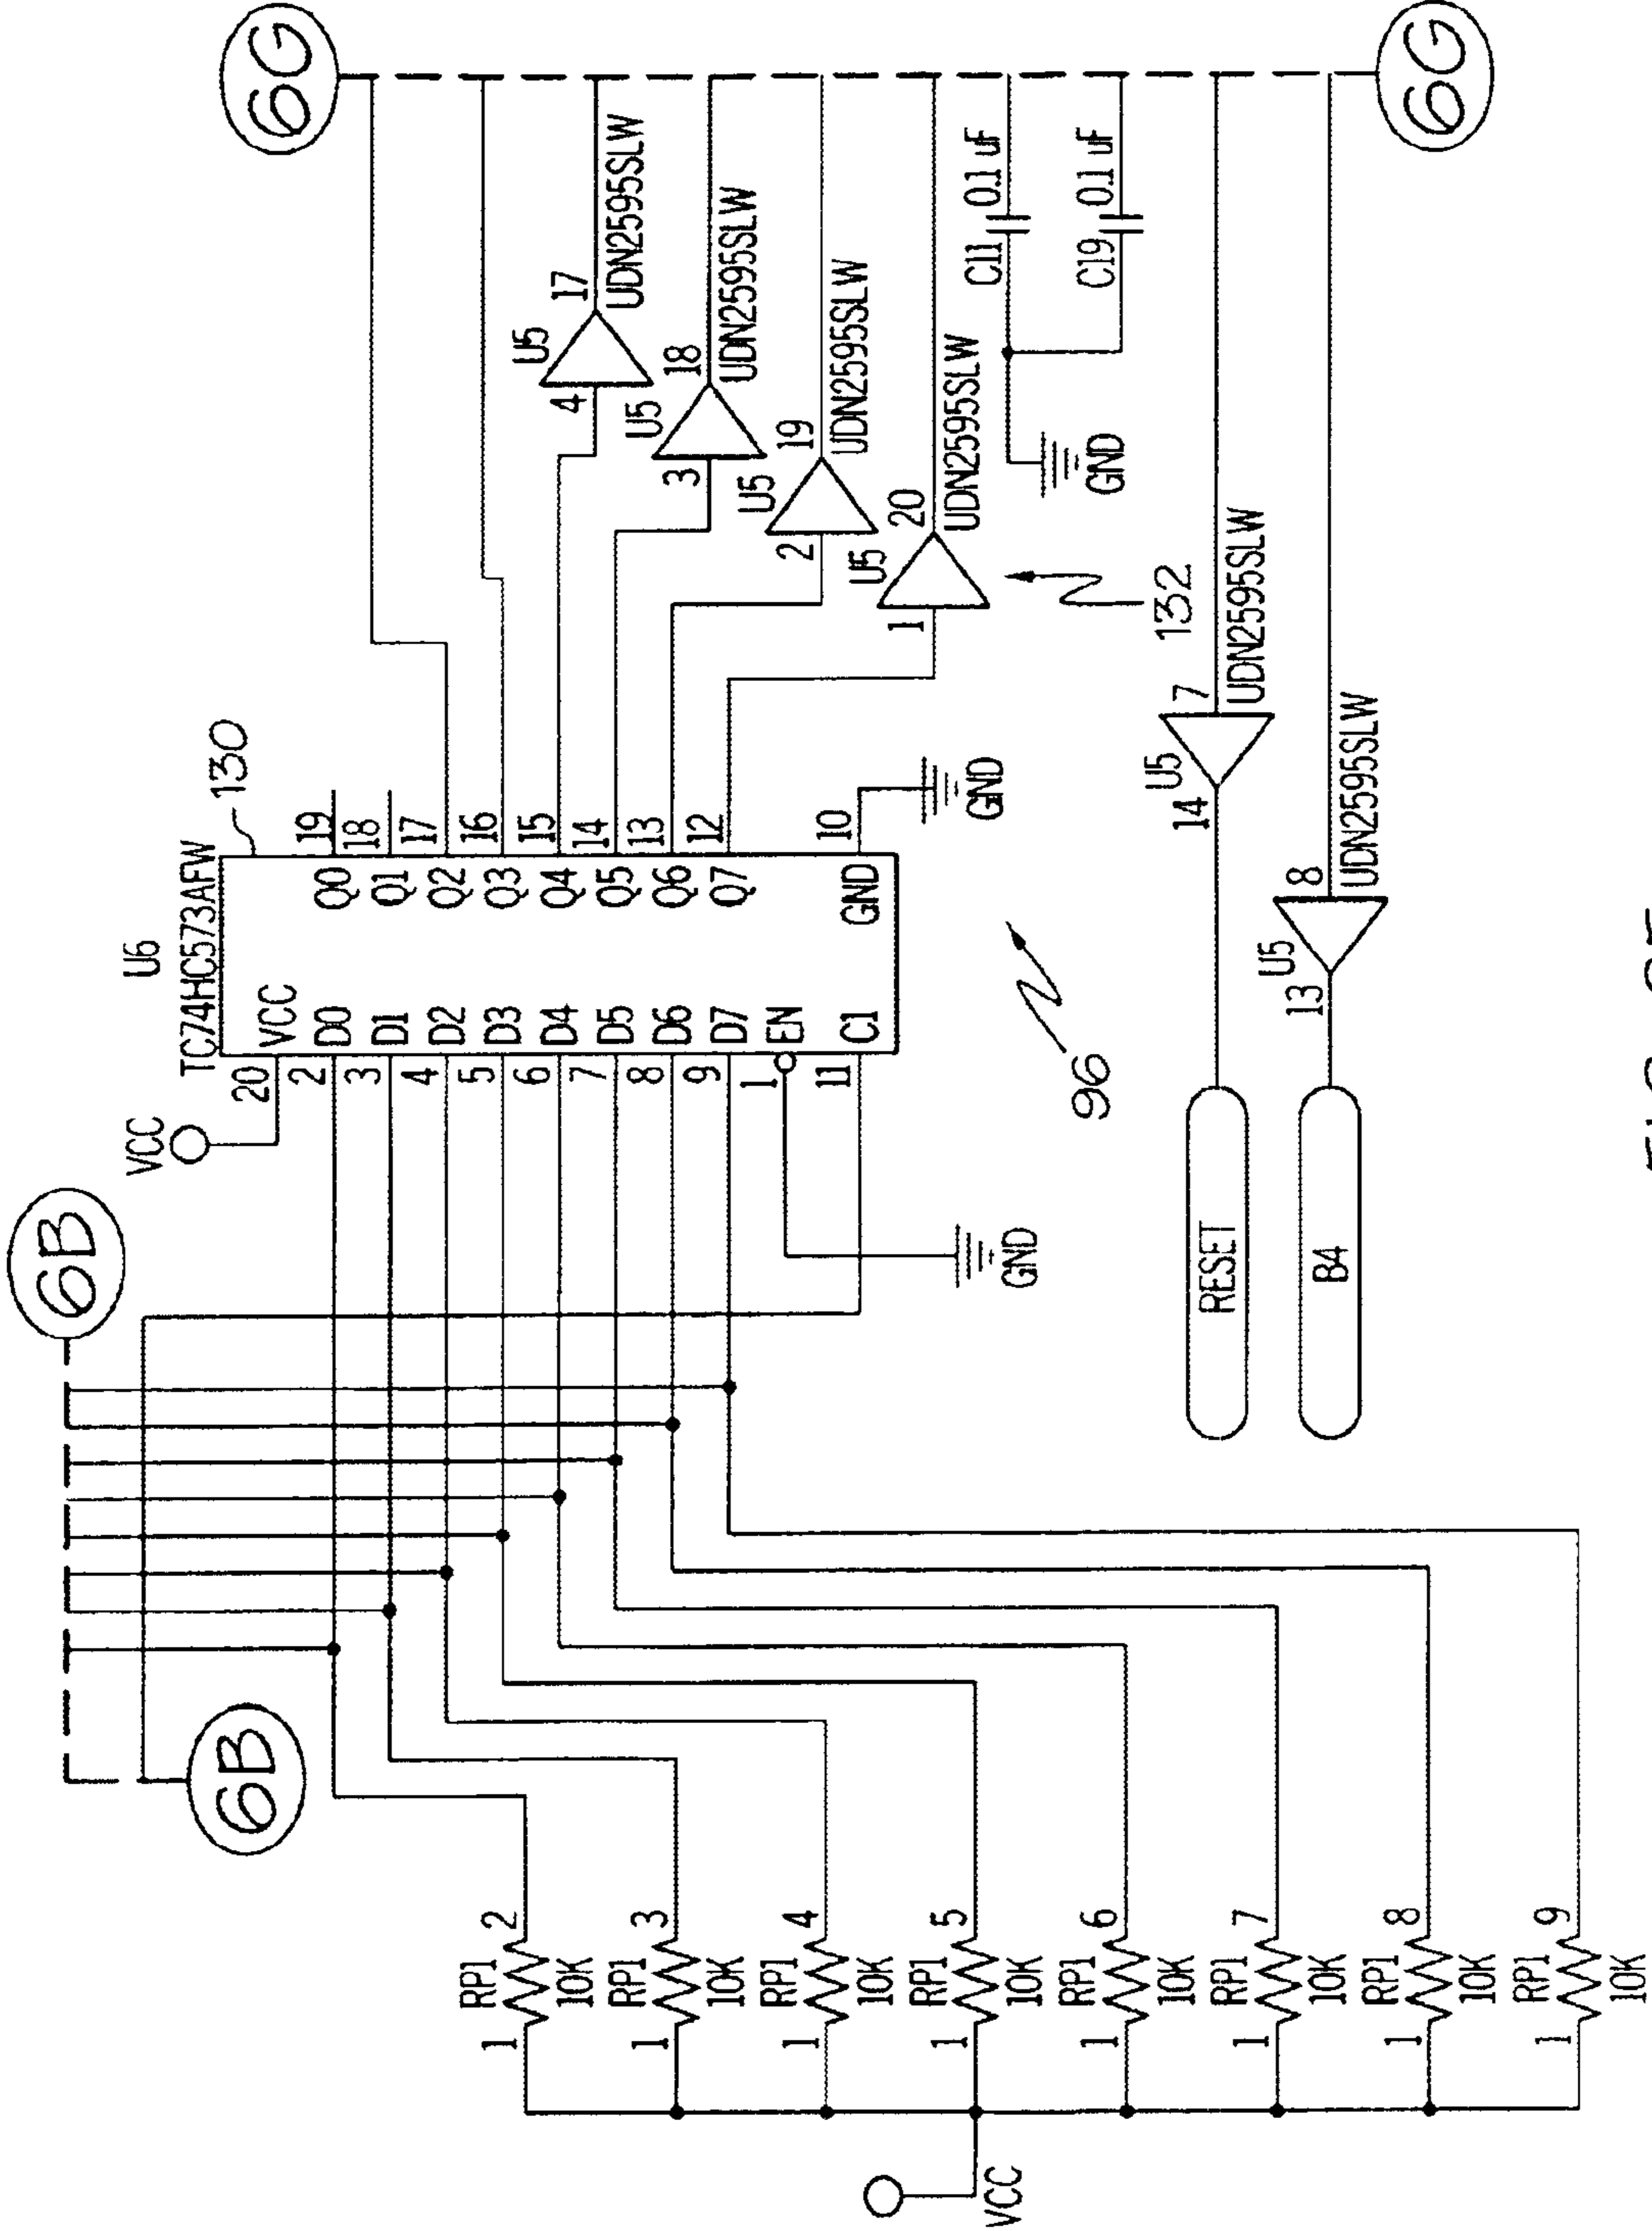 6B
6B
VCC
U6
TC74HC573AFW
130
20 VCC
2 D0 Q0 19
3 D1 Q1 18
4 D2 Q2 17
5 D3 Q3 16
6 D4 Q4 15
7 D5 Q5 14
8 D6 Q6 13
9 D7 Q7 12
1 EN
11 C1 GND 10
GND
GND
6G
U5
4 17
UDN2595SLW
U5
3 18
UDN2595SLW
U5
2 19
UDN2595SLW
U5
1 20
UDN2595SLW
132
C11 0.1 uF
C19 0.1 uF
GND
96
RESET
14 U5 7
UDN2595SLW
B4
13 U5 8
UDN2595SLW
6G
RP1
1 2
10K
RP1
1 3
10K
RP1
1 4
10K
RP1
1 5
10K
RP1
1 6
10K
RP1
1 7
10K
RP1
1 8
10K
RP1
1 9
10K
VCC